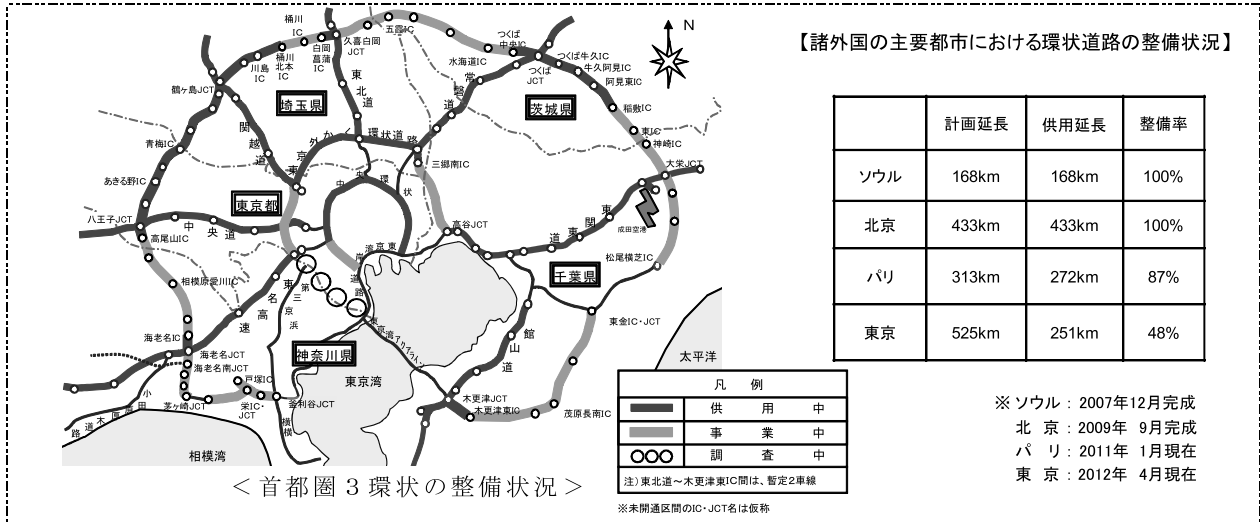 【諸外国の主要都市における環状道路の整備状況】
計画延長 供用延長 整備率
ソウル 168km 168km 100%
北京 433km 433km 100%
パリ 313km 272km 87%
東京 525km 251km 48%
※ ソウル : 2007年12月完成
北 京 : 2009年 9月完成
パ リ : 2011年 1月現在
東 京 : 2012年 4月現在
N
桶川IC
五霞IC
久喜白岡JCT
白岡菖蒲IC
桶川北本IC
川島IC
鶴ヶ島JCT
つくば中央IC
つくば牛久IC
牛久阿見IC
阿見東IC
水海道IC
つくばJCT
稲敷IC
東IC
神崎IC
大栄JCT
東北道
常磐道
茨城県
埼玉県
関越道
東京外かく環状道路
三郷南IC
青梅IC
あきる野IC
八王子JCT
高尾山IC
東京都
中央道
中央環状
高谷JCT
東関東道
成田空港
松尾横芝IC
千葉県
東京湾岸道路
相模原愛川IC
東名高速
第三京浜
海老名IC
海老名JCT
海老名南JCT
神奈川県
東京湾
東京湾アクアライン
館山道
東金IC・JCT
太平洋
戸塚IC
栄IC・JCT
釜利谷JCT
茅ヶ崎JCT
小田原厚木道路
横横
木更津JCT
木更津東IC
茂原長南IC
相模湾
凡 例
供 用 中
事 業 中
調 査 中
注)東北道~木更津東IC間は、暫定2車線
※未開通区間のIC・JCT名は仮称
<首都圏3環状の整備状況>